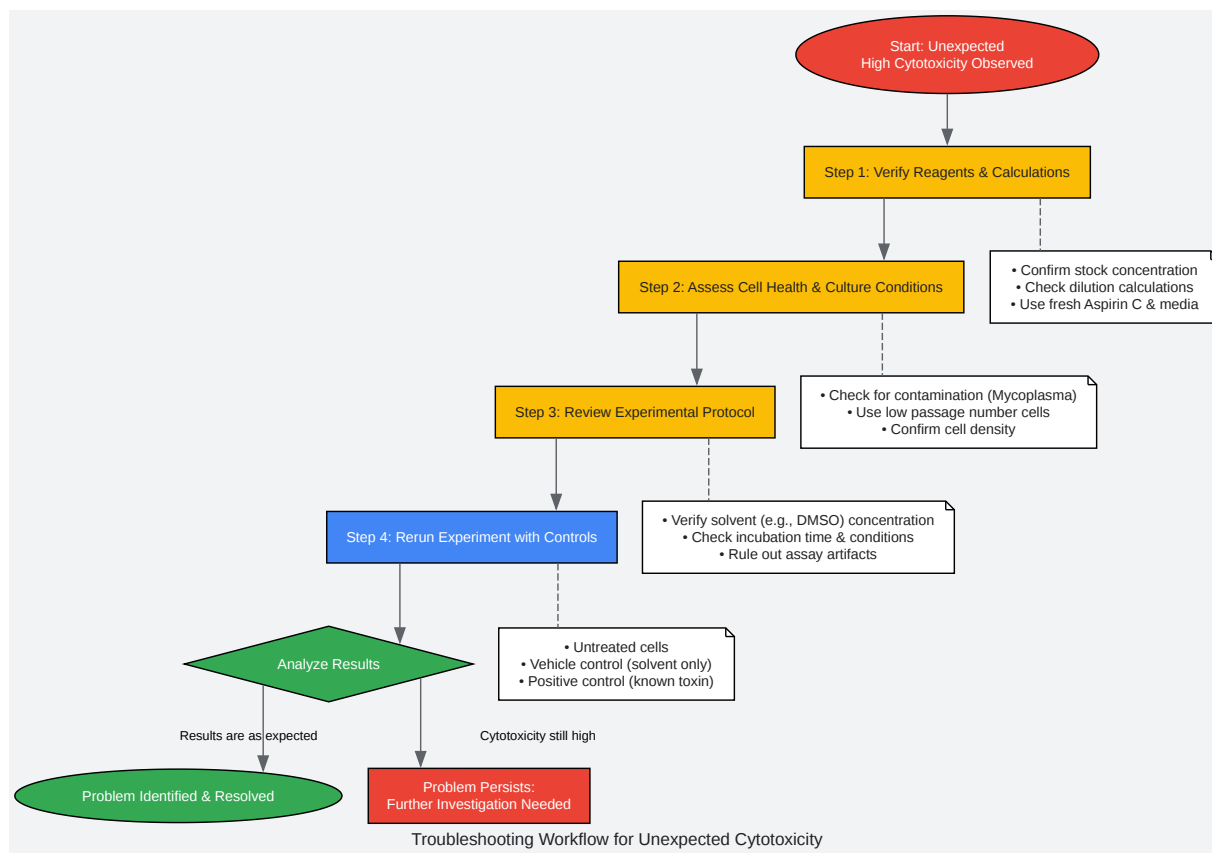 Start: Unexpected
High Cytotoxicity Observed
Step 1: Verify Reagents & Calculations
• Confirm stock concentration
• Check dilution calculations
• Use fresh Aspirin C & media
Step 2: Assess Cell Health & Culture Conditions
• Check for contamination (Mycoplasma)
• Use low passage number cells
• Confirm cell density
Step 3: Review Experimental Protocol
• Verify solvent (e.g., DMSO) concentration
• Check incubation time & conditions
• Rule out assay artifacts
Step 4: Rerun Experiment with Controls
• Untreated cells
• Vehicle control (solvent only)
• Positive control (known toxin)
Analyze Results
Results are as expected
Cytotoxicity still high
Problem Identified & Resolved
Problem Persists:
Further Investigation Needed
Troubleshooting Workflow for Unexpected Cytotoxicity